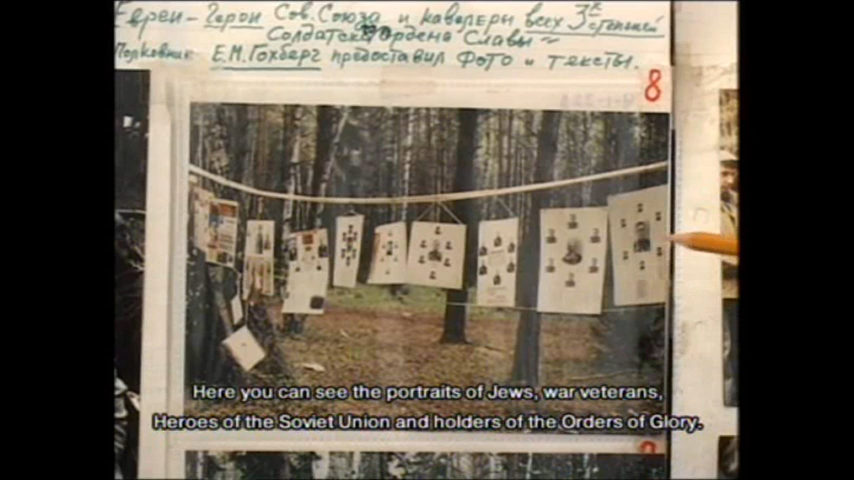 Евреи – Герои Сов. Союза и кавалеры всех 3х степеней
Солдатск ордена Славы
Полковник Е.М. Гохберг предоставил фото и тексты.
8
Here you can see the portraits of Jews, war veterans,
Heroes of the Soviet Union and holders of the Orders of Glory.